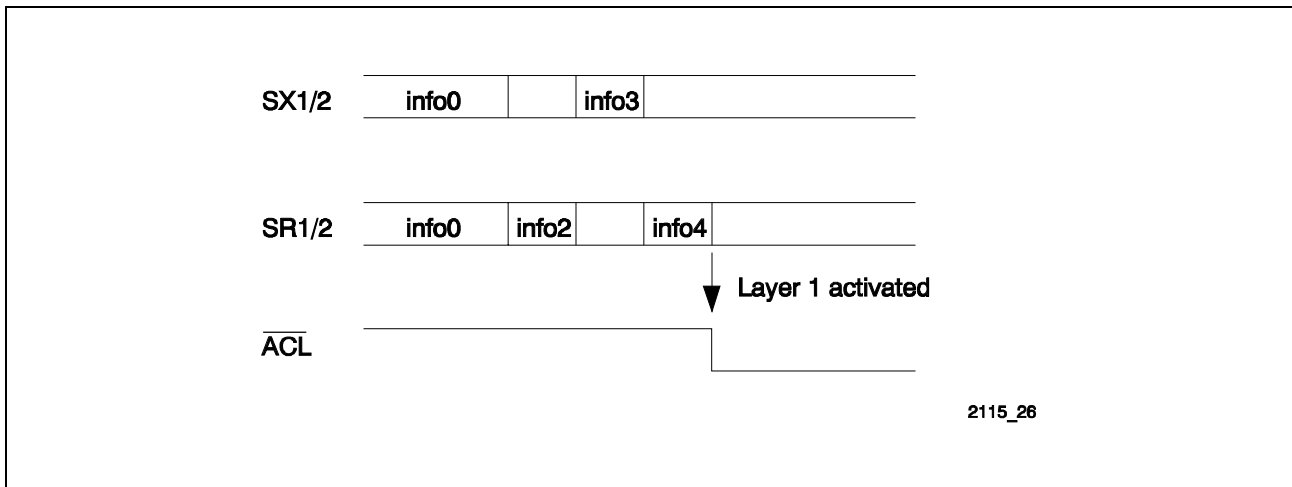 SX1/2 info0 info3
SR1/2 info0 info2 info4
Layer 1 activated
ACL
2115_26